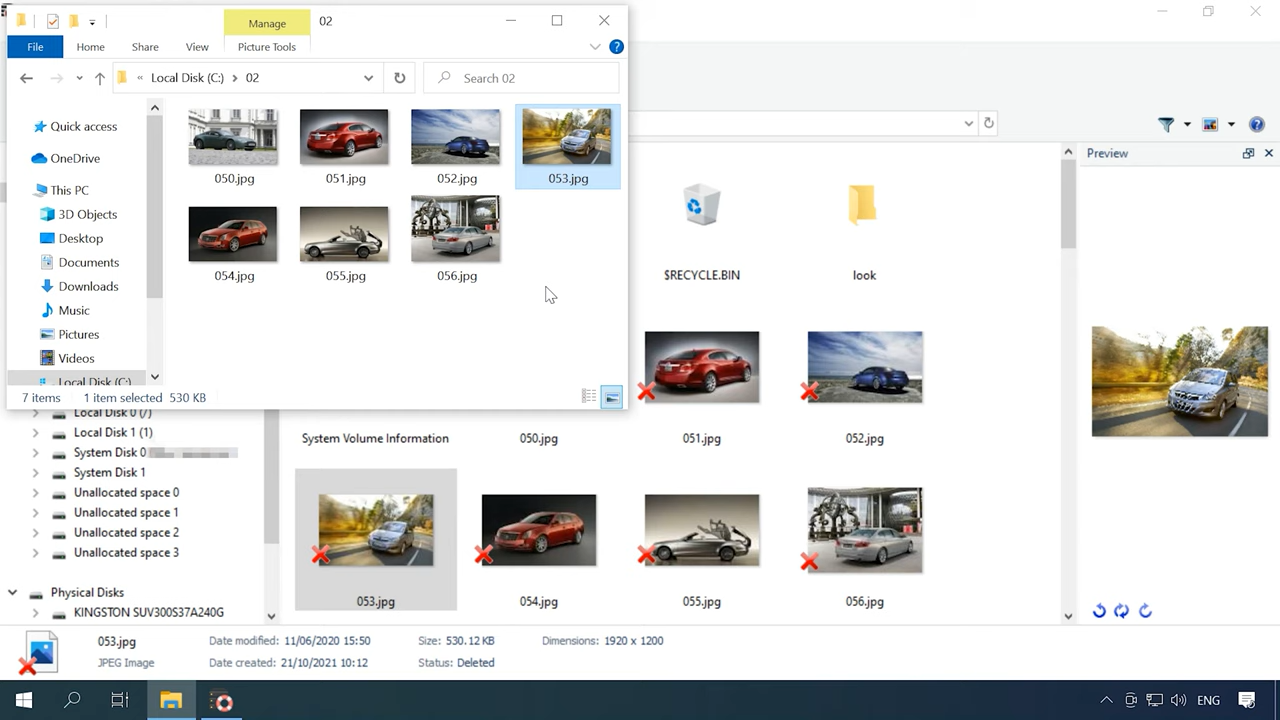 Manage
02
File
Home
Share
View
Picture Tools
« Local Disk (C:) > 02
Search 02
Quick access
OneDrive
This PC
3D Objects
Desktop
Documents
Downloads
Music
Pictures
Videos
Local Disk (C:)
050.jpg
051.jpg
052.jpg
053.jpg
054.jpg
055.jpg
056.jpg
7 items
1 item selected 530 KB
Local Disk 0 (7)
Local Disk 1 (1)
System Disk 0
System Disk 1
Unallocated space 0
Unallocated space 1
Unallocated space 2
Unallocated space 3
Physical Disks
KINGSTON SUV300S37A240G
$RECYCLE.BIN
look
System Volume Information
050.jpg
051.jpg
052.jpg
053.jpg
054.jpg
055.jpg
056.jpg
Preview
053.jpg
JPEG Image
Date modified: 11/06/2020 15:50
Date created: 21/10/2021 10:12
Size: 530.12 KB
Status: Deleted
Dimensions: 1920 x 1200
ENG